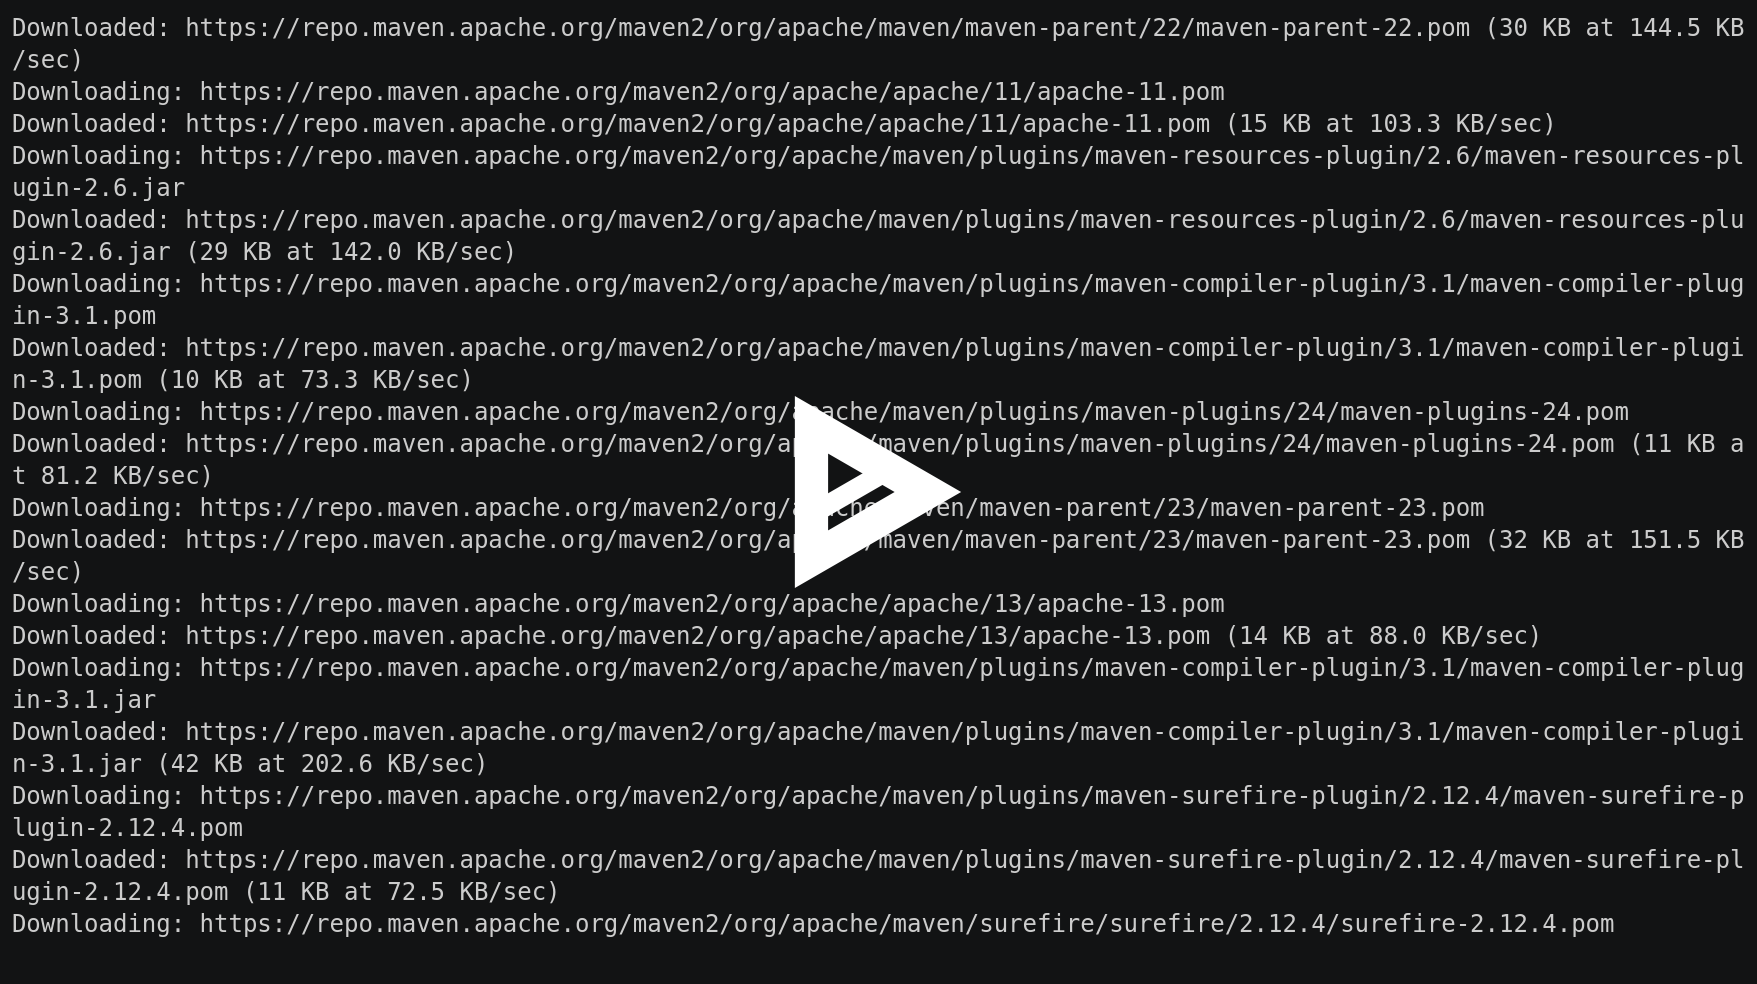 Downloaded: https://repo.maven.apache.org/maven2/org/apache/maven/maven-parent/22/maven-parent-22.pom (30 KB at 144.5 KB
/sec)
Downloading: https://repo.maven.apache.org/maven2/org/apache/apache/11/apache-11.pom
Downloaded: https://repo.maven.apache.org/maven2/org/apache/apache/11/apache-11.pom (15 KB at 103.3 KB/sec)
Downloading: https://repo.maven.apache.org/maven2/org/apache/maven/plugins/maven-resources-plugin/2.6/maven-resources-pl
ugin-2.6.jar
Downloaded: https://repo.maven.apache.org/maven2/org/apache/maven/plugins/maven-resources-plugin/2.6/maven-resources-plu
gin-2.6.jar (29 KB at 142.0 KB/sec)
Downloading: https://repo.maven.apache.org/maven2/org/apache/maven/plugins/maven-compiler-plugin/3.1/maven-compiler-plug
in-3.1.pom
Downloaded: https://repo.maven.apache.org/maven2/org/apache/maven/plugins/maven-compiler-plugin/3.1/maven-compiler-plugi
n-3.1.pom (10 KB at 73.3 KB/sec)
Downloading: https://repo.maven.apache.org/maven2/org/apache/maven/plugins/maven-plugins/24/maven-plugins-24.pom
Downloaded: https://repo.maven.apache.org/maven2/org/apache/maven/plugins/maven-plugins/24/maven-plugins-24.pom (11 KB a
t 81.2 KB/sec)
Downloading: https://repo.maven.apache.org/maven2/org/apache/maven/maven-parent/23/maven-parent-23.pom
Downloaded: https://repo.maven.apache.org/maven2/org/apache/maven/maven-parent/23/maven-parent-23.pom (32 KB at 151.5 KB
/sec)
Downloading: https://repo.maven.apache.org/maven2/org/apache/apache/13/apache-13.pom
Downloaded: https://repo.maven.apache.org/maven2/org/apache/apache/13/apache-13.pom (14 KB at 88.0 KB/sec)
Downloading: https://repo.maven.apache.org/maven2/org/apache/maven/plugins/maven-compiler-plugin/3.1/maven-compiler-plug
in-3.1.jar
Downloaded: https://repo.maven.apache.org/maven2/org/apache/maven/plugins/maven-compiler-plugin/3.1/maven-compiler-plugi
n-3.1.jar (42 KB at 202.6 KB/sec)
Downloading: https://repo.maven.apache.org/maven2/org/apache/maven/plugins/maven-surefire-plugin/2.12.4/maven-surefire-p
lugin-2.12.4.pom
Downloaded: https://repo.maven.apache.org/maven2/org/apache/maven/plugins/maven-surefire-plugin/2.12.4/maven-surefire-pl
ugin-2.12.4.pom (11 KB at 72.5 KB/sec)
Downloading: https://repo.maven.apache.org/maven2/org/apache/maven/surefire/surefire/2.12.4/surefire-2.12.4.pom